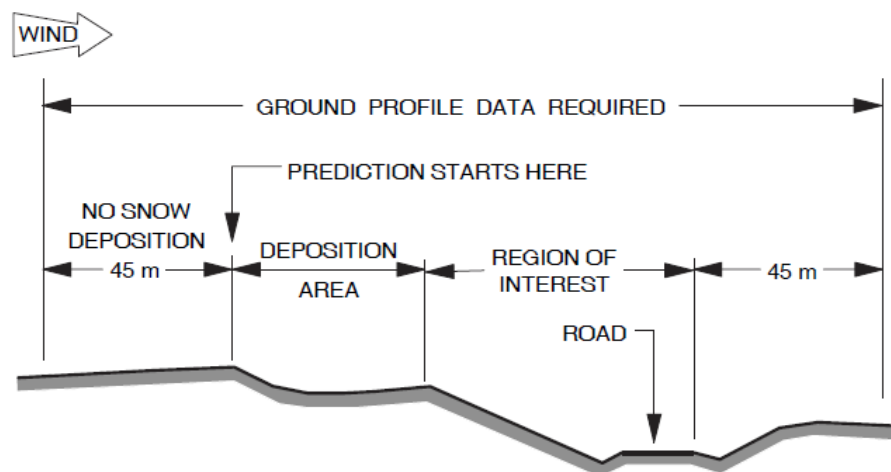 WIND
GROUND PROFILE DATA REQUIRED
PREDICTION STARTS HERE
NO SNOW
DEPOSITION
45 m
DEPOSITION
AREA
REGION OF
INTEREST
45 m
ROAD